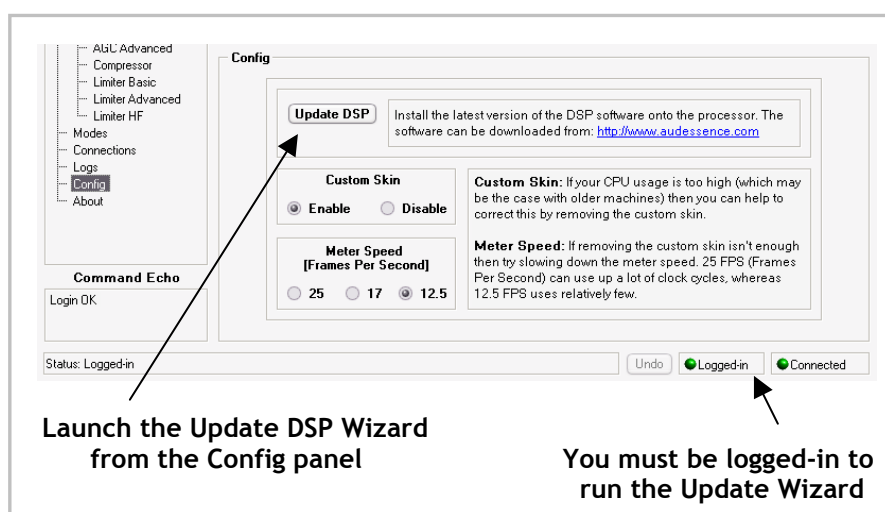 AGC Advanced
Compressor
Limiter Basic
Limiter Advanced
Limiter HF
Modes
Connections
Logs
Config
About
Command Echo
Login OK
Config
Update DSP
Install the latest version of the DSP software onto the processor. The
software can be downloaded from: http://www.audessence.com
Custom Skin
Enable Disable
Custom Skin: If your CPU usage is too high (which may
be the case with older machines) then you can help to
correct this by removing the custom skin.
Meter Speed
[Frames Per Second]
25 17 12.5
Meter Speed: If removing the custom skin isn't enough
then try slowing down the meter speed. 25 FPS (Frames
Per Second) can use up a lot of clock cycles, whereas
12.5 FPS uses relatively few.
Status: Logged-in
Undo
Logged-in
Connected
Launch the Update DSP Wizard
from the Config panel
You must be logged-in to
run the Update Wizard